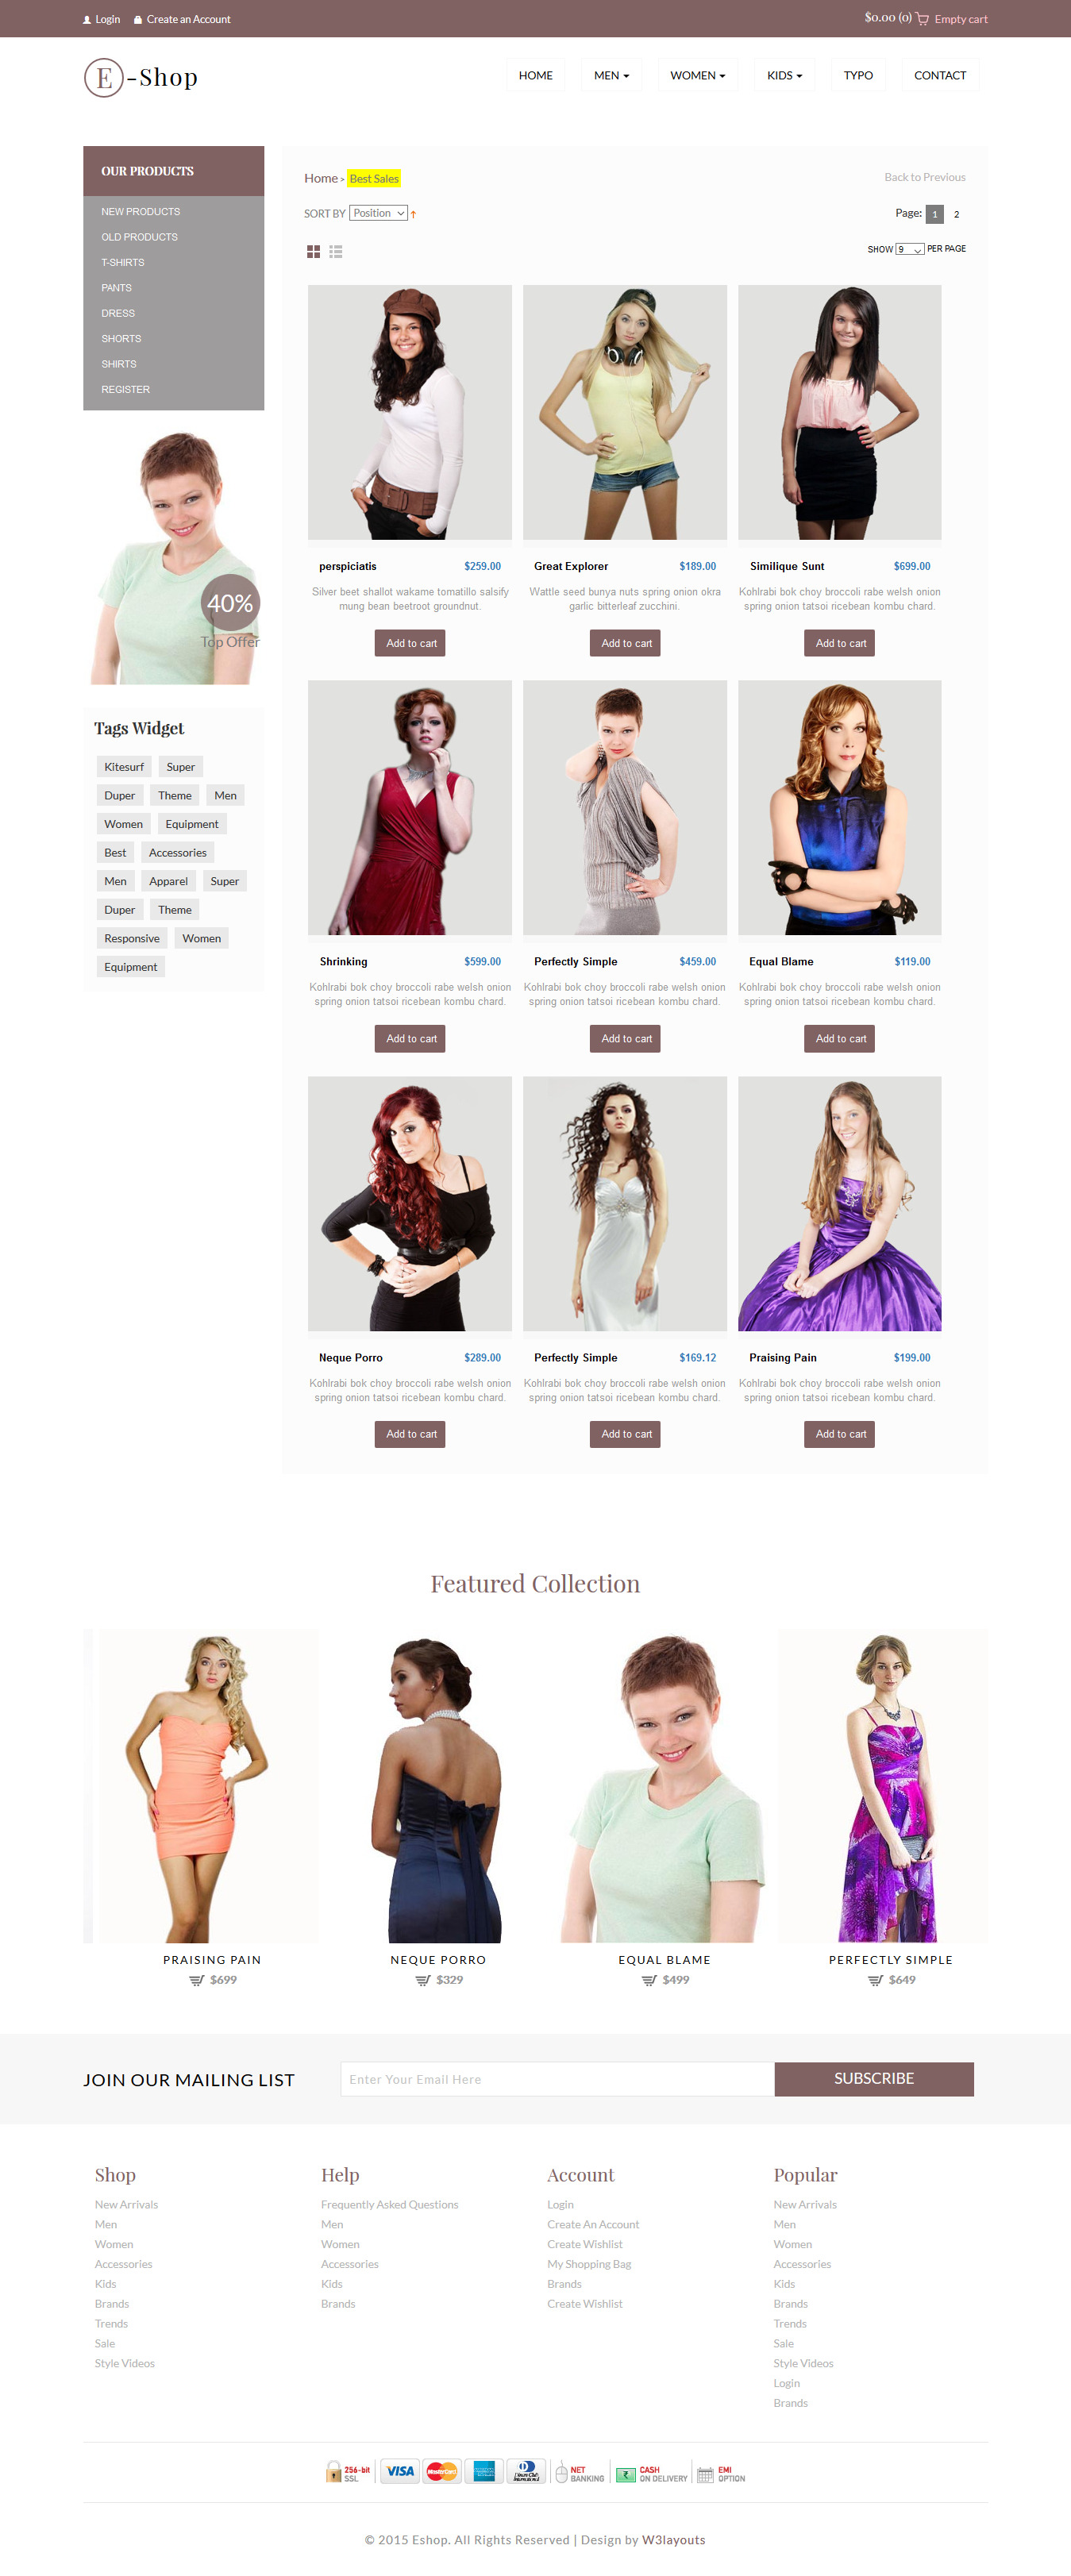 Login Create an Account $0.00 (0) Empty cart
E -Shop HOME MEN WOMEN KIDS TYPO CONTACT
OUR PRODUCTS
NEW PRODUCTS
OLD PRODUCTS
T-SHIRTS
PANTS
DRESS
SHORTS
SHIRTS
REGISTER
40%
Top Offer
Tags Widget
Kitesurf Super
Duper Theme Men
Women Equipment
Best Accessories
Men Apparel Super
Duper Theme
Responsive Women
Equipment
Home > Best Sales Back to Previous
SORT BY Position Page: 1 2
SHOW 9 PER PAGE
perspiciatis $259.00
Silver beet shallot wakame tomatillo salsify
mung bean beetroot groundnut.
Add to cart
Great Explorer $189.00
Wattle seed bunya nuts spring onion okra
garlic bitterleaf zucchini.
Add to cart
Similique Sunt $699.00
Kohlrabi bok choy broccoli rabe welsh onion
spring onion tatsoi ricebean kombu chard.
Add to cart
Shrinking $599.00
Kohlrabi bok choy broccoli rabe welsh onion
spring onion tatsoi ricebean kombu chard.
Add to cart
Perfectly Simple $459.00
Kohlrabi bok choy broccoli rabe welsh onion
spring onion tatsoi ricebean kombu chard.
Add to cart
Equal Blame $119.00
Kohlrabi bok choy broccoli rabe welsh onion
spring onion tatsoi ricebean kombu chard.
Add to cart
Neque Porro $289.00
Kohlrabi bok choy broccoli rabe welsh onion
spring onion tatsoi ricebean kombu chard.
Add to cart
Perfectly Simple $169.12
Kohlrabi bok choy broccoli rabe welsh onion
spring onion tatsoi ricebean kombu chard.
Add to cart
Praising Pain $199.00
Kohlrabi bok choy broccoli rabe welsh onion
spring onion tatsoi ricebean kombu chard.
Add to cart
Featured Collection
PRAISING PAIN
$699
NEQUE PORRO
$329
EQUAL BLAME
$499
PERFECTLY SIMPLE
$649
JOIN OUR MAILING LIST Enter Your Email Here SUBSCRIBE
Shop
New Arrivals
Men
Women
Accessories
Kids
Brands
Trends
Sale
Style Videos
Help
Frequently Asked Questions
Men
Women
Accessories
Kids
Brands
Account
Login
Create An Account
Create Wishlist
My Shopping Bag
Brands
Create Wishlist
Popular
New Arrivals
Men
Women
Accessories
Kids
Brands
Trends
Sale
Style Videos
Login
Brands
256-bit
SSL
VISA
MasterCard
NET
BANKING
CASH
ON DELIVERY
EMI
OPTION
© 2015 Eshop. All Rights Reserved | Design by W3layouts